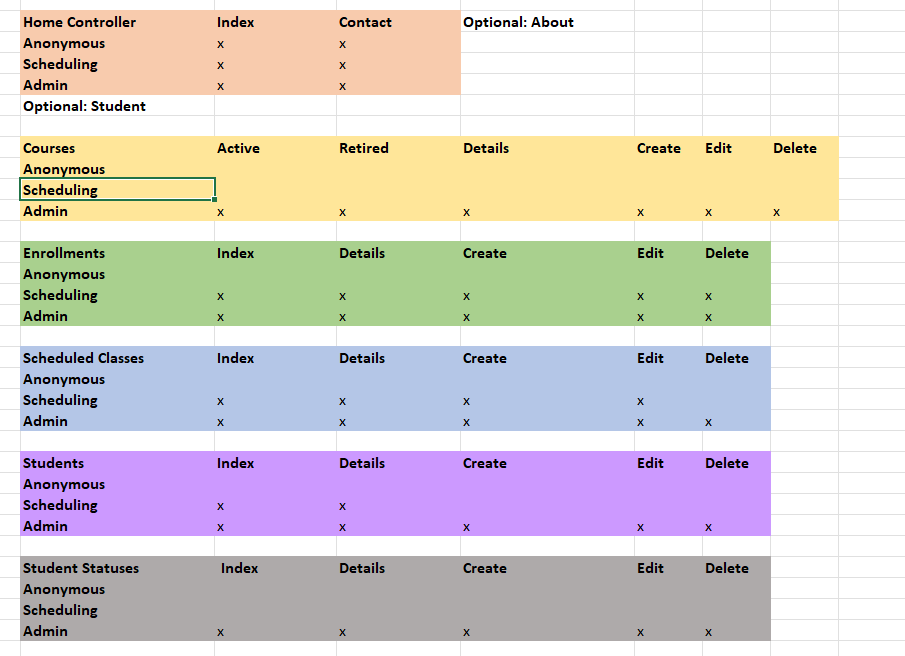 Home Controller Index Contact Optional: About
Anonymous x x
Scheduling x x
Admin x x
Optional: Student
Courses Active Retired Details Create Edit Delete
Anonymous
Scheduling
Admin x x x x x x
Enrollments Index Details Create Edit Delete
Anonymous
Scheduling x x x x x
Admin x x x x x
Scheduled Classes Index Details Create Edit Delete
Anonymous
Scheduling x x x x
Admin x x x x x
Students Index Details Create Edit Delete
Anonymous
Scheduling x x
Admin x x x x x
Student Statuses Index Details Create Edit Delete
Anonymous
Scheduling
Admin x x x x x